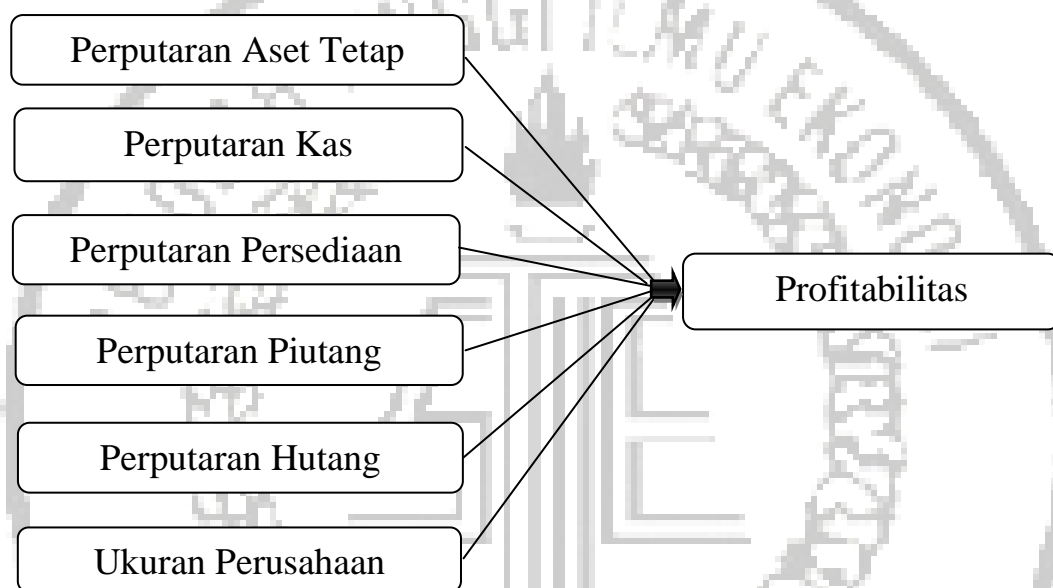 Perputaran Aset Tetap
Perputaran Kas
Perputaran Persediaan
Profitabilitas
Perputaran Piutang
Perputaran Hutang
Ukuran Perusahaan